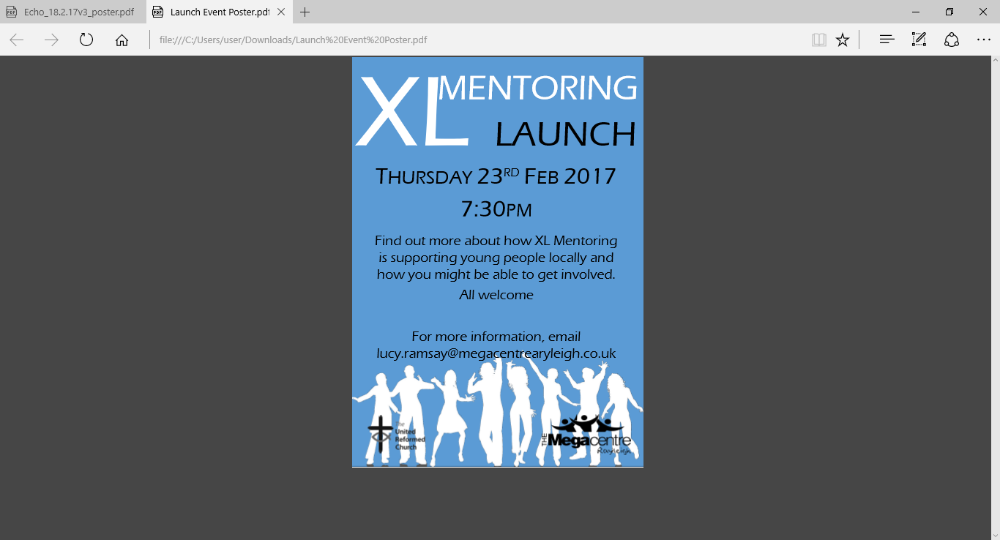 Echo_18.2.17v3_poster.pdf
Launch Event Poster.pdf
file:///C:/Users/user/Downloads/Launch%20Event%20Poster.pdf
XL MENTORING
LAUNCH
THURSDAY 23RD FEB 2017
7:30PM
Find out more about how XL Mentoring
is supporting young people locally and
how you might be able to get involved.
All welcome
For more information, email
lucy.ramsay@megacentrearyleigh.co.uk
The
United
Reformed
Church
THE Megacentre
Rayleigh